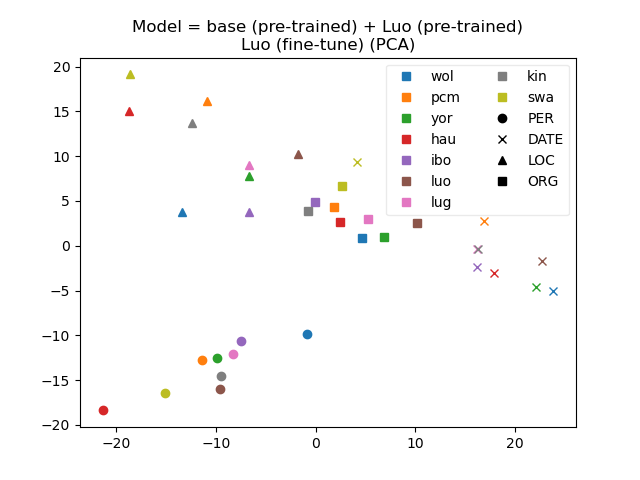 Model = base (pre-trained) + Luo (pre-trained)
Luo (fine-tune) (PCA)
20
15
10
5
0
−5
−10
−15
−20
wol
pcm
yor
hau
ibo
luo
lug
kin
swa
PER
DATE
LOC
ORG
−20
−10
0
10
20